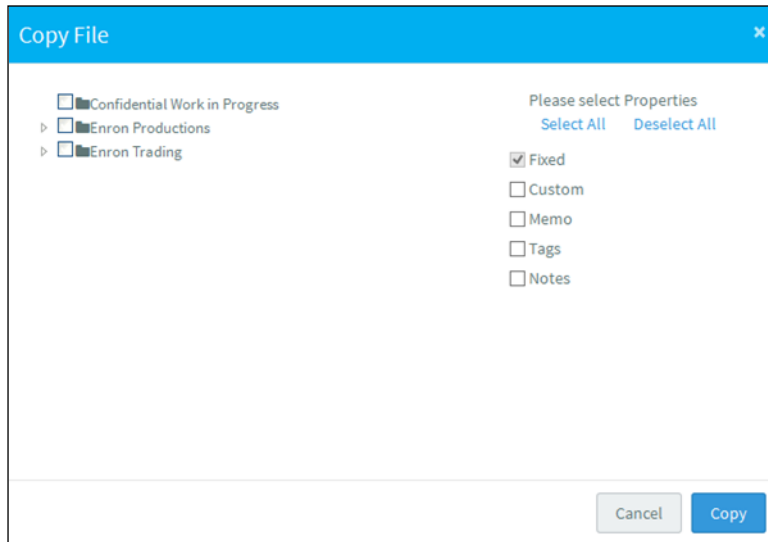 Copy File
Confidential Work in Progress
Enron Productions
Enron Trading
Please select Properties
Select All Deselect All
Fixed
Custom
Memo
Tags
Notes
Cancel Copy